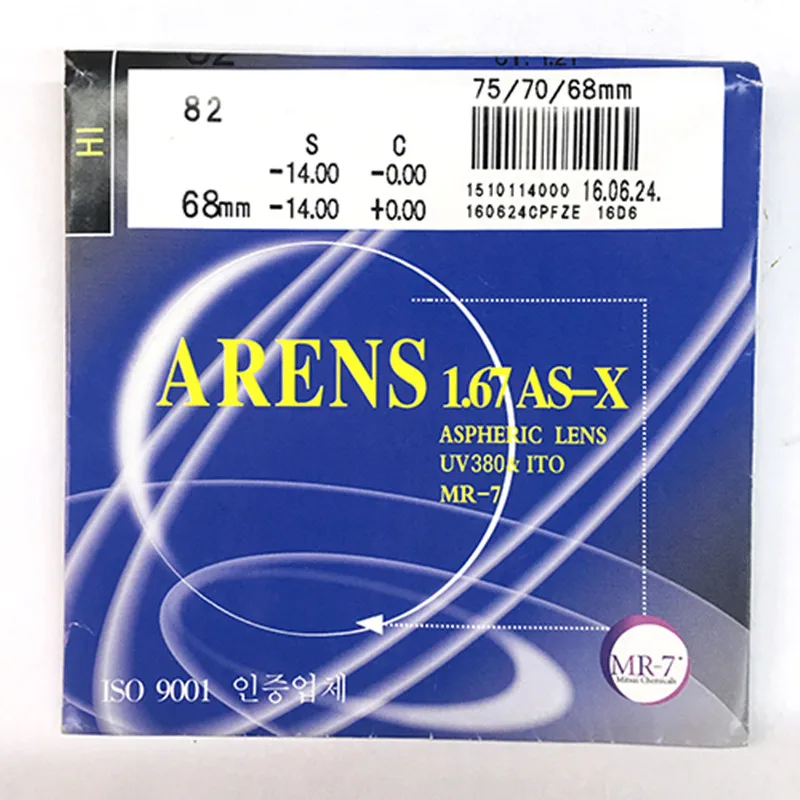 HI
82
S C
-14.00 -0.00
68mm -14.00 +0.00
75/70/68mm
1510114000 16.06.24.
160624CPFZE 16D6
ARENS 1.67 AS-X
ASPHERIC LENS
UV380 & ITO
MR-7
MR-7
Mitsui Chemicals
ISO 9001 인증업체